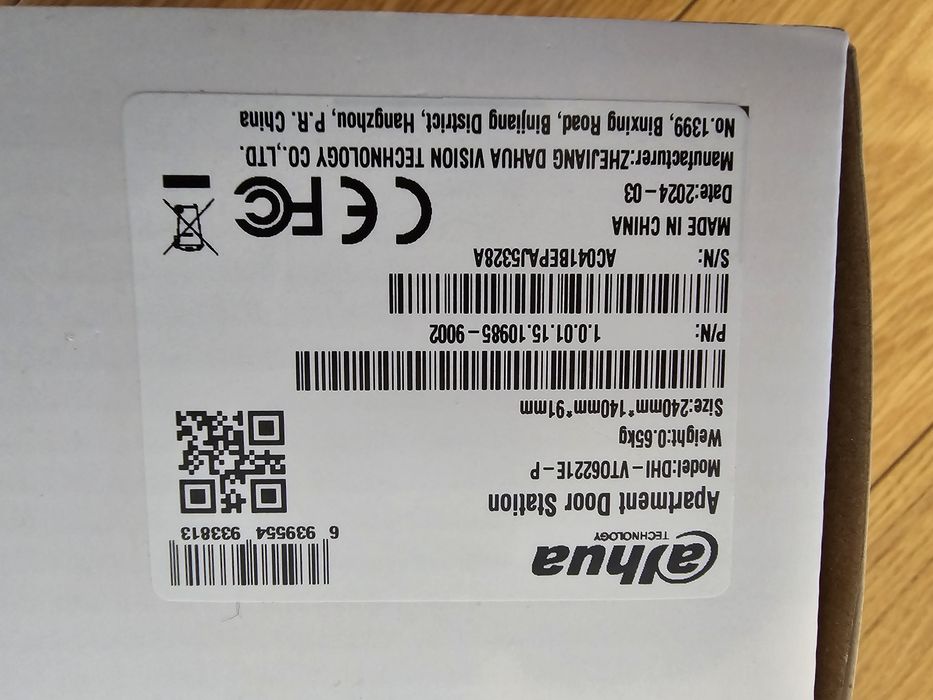 alhua
TECHNOLOGY
6 939554 933813
Apartment Door Station
Model:DHI-VTO6221E-P
Weight:0.65kg
Size:240mm*140mm*91mm
P/N: 1.0.01.15.10985-9002
S/N: AC041BEPAJ5328A
MADE IN CHINA
Date:2024-03
CE FC
Manufacturer:ZHEJIANG DAHUA VISION TECHNOLOGY CO.,LTD.
No.1399, Binxing Road, Binjiang District, Hangzhou, P.R. China